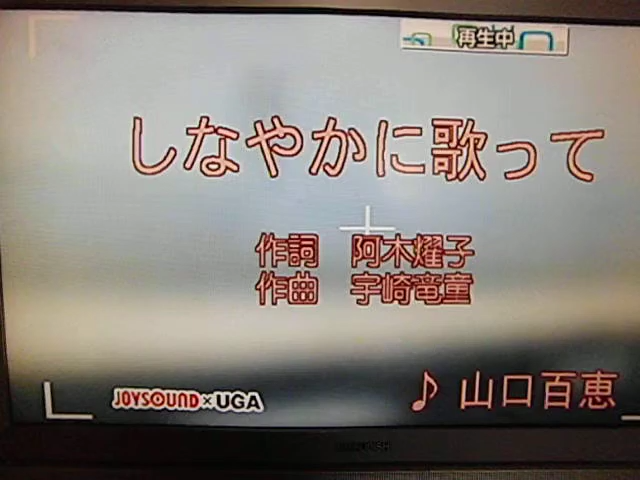 再生中
しなやかに歌って
作詞 阿木燿子
作曲 宇崎竜童
JOYSOUND×UGA
♪ 山口百恵